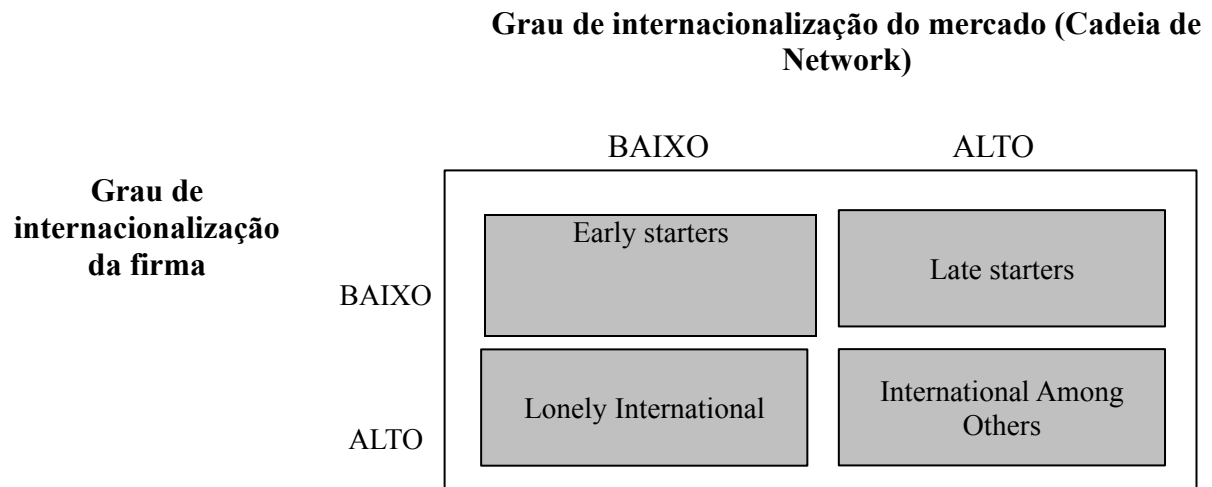 Grau de internacionalização do mercado (Cadeia de
Network)
BAIXO
ALTO
Grau de
internacionalização
da firma
BAIXO
Early starters
Late starters
ALTO
Lonely International
International Among
Others